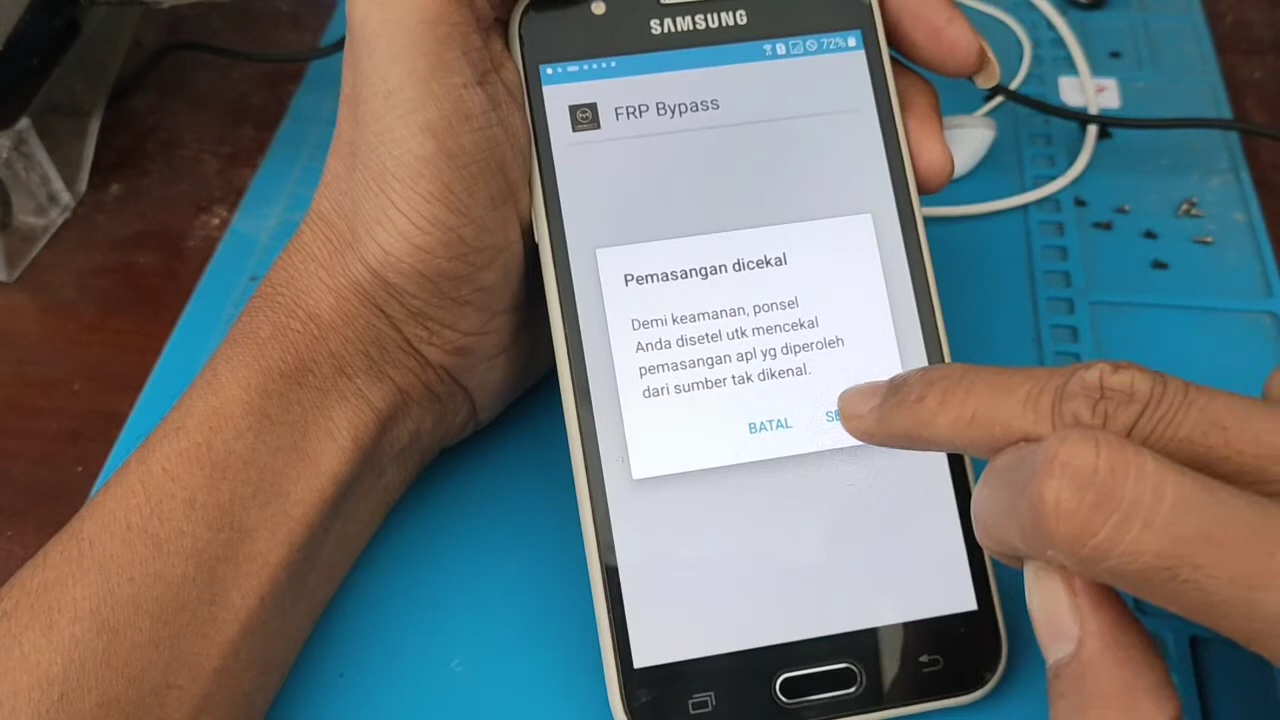 SAMSUNG
72%
FRP Bypass
Pemasangan dicekal
Demi keamanan, ponsel
Anda disetel utk mencekal
pemasangan apl yg diperoleh
dari sumber tak dikenal.
BATAL